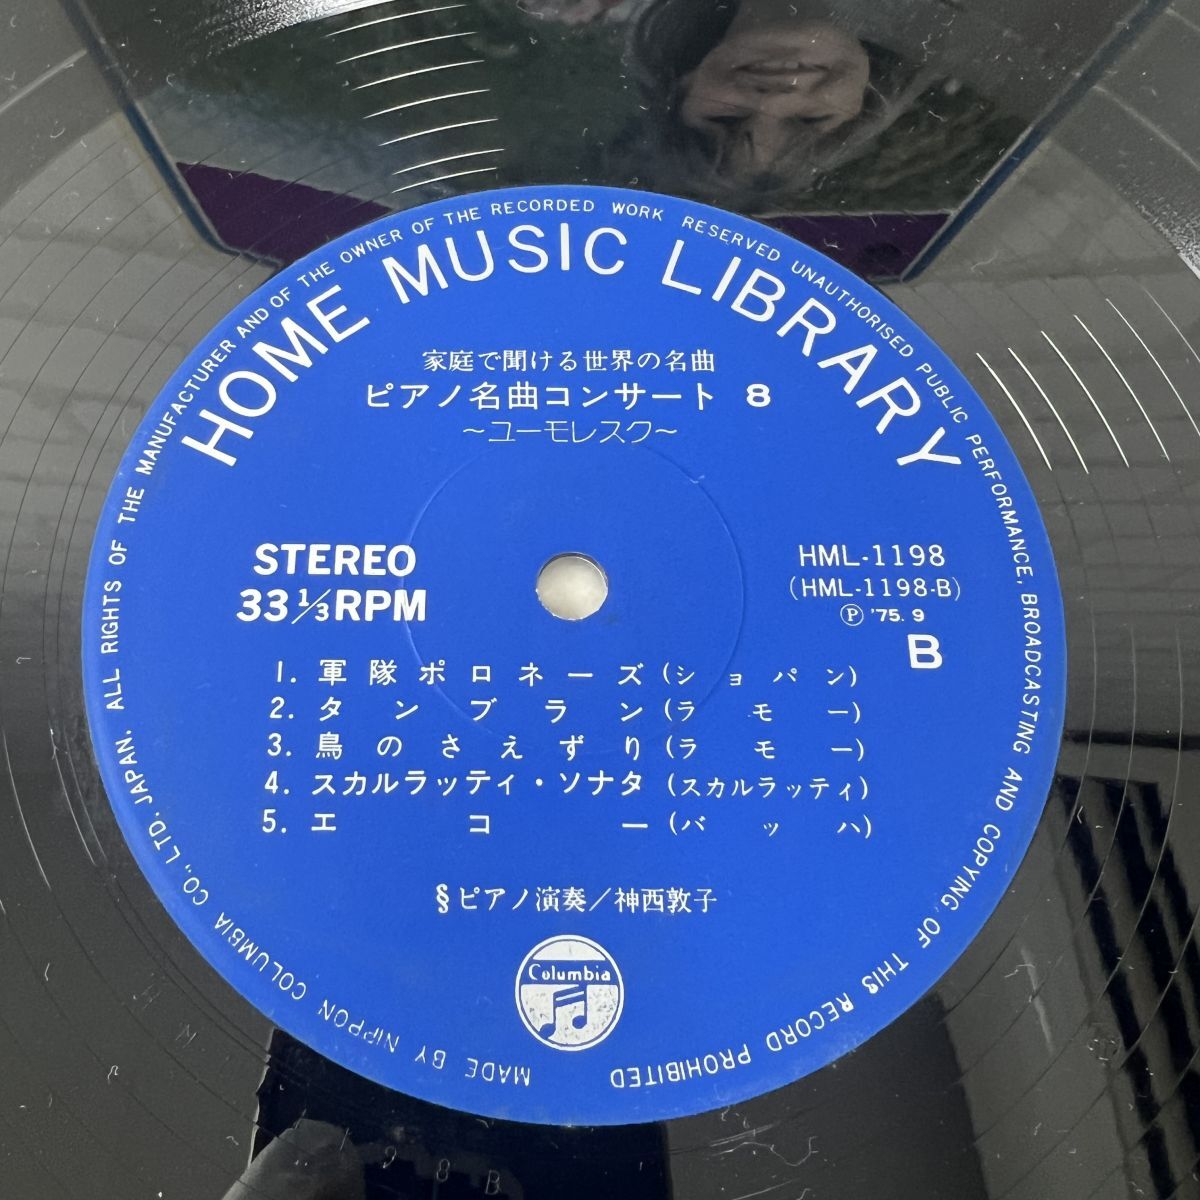 ALL RIGHTS OF THE MANUFACTURER AND OF THE OWNER OF THE RECORDED WORK RESERVED UNAUTHORISED PUBLIC PERFORMANCE, BROADCASTING AND COPYING OF THIS RECORD PROHIBITED
HOME MUSIC LIBRARY
家庭で聞ける世界の名曲
ピアノ名曲コンサート 8
~ユーモレスク~
STEREO
33 1/3 RPM
HML-1198
(HML-1198-B)
Ⓟ '75. 9
B
1. 軍隊ポロネーズ(ショパン)
2. タンブラン(ラモー)
3. 鳥のさえずり(ラモー)
4. スカルラッティ・ソナタ(スカルラッティ)
5. エコー(バッハ)
§ピアノ演奏/神西敦子
Columbia
MADE BY NIPPON COLUMBIA CO., LTD. JAPAN.